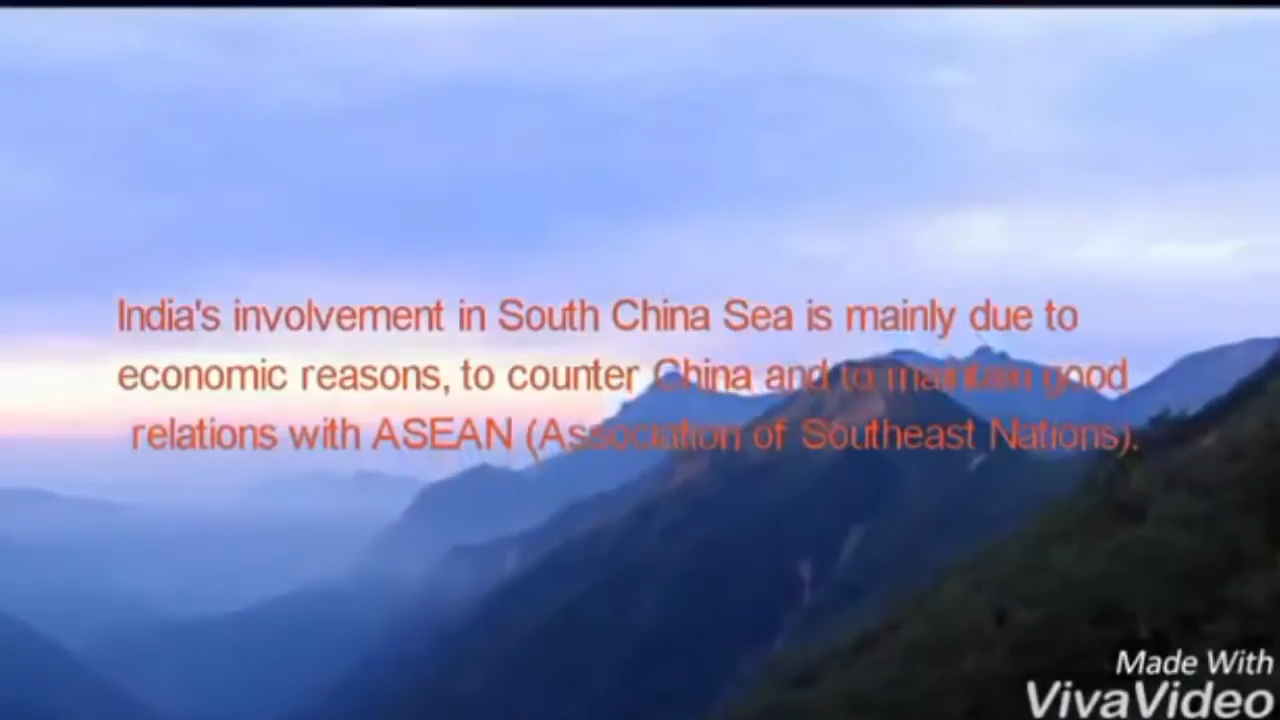 India's involvement in South China Sea is mainly due to
economic reasons, to counter China and to maintain good
relations with ASEAN (Association of Southeast Nations).
Made With
VivaVideo